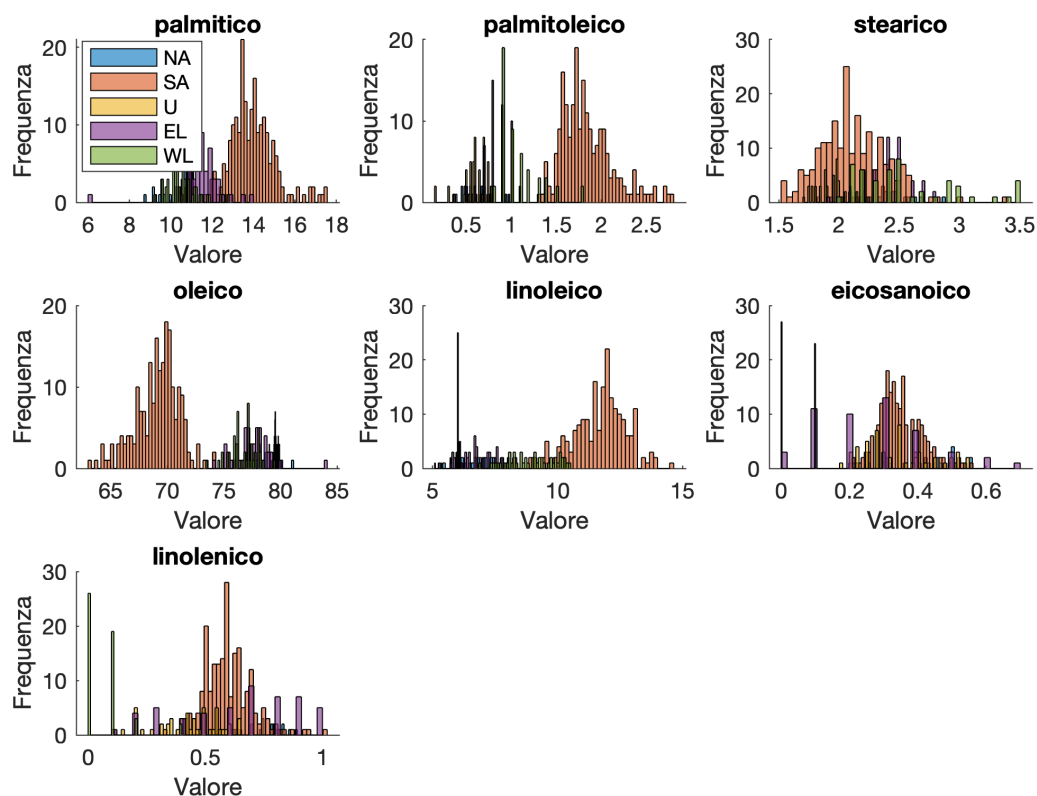 palmitico
Frequenza
20
10
0
6 8 10 12 14 16 18
Valore
NA
SA
U
EL
WL
palmitoleico
Frequenza
20
10
0
0.5 1 1.5 2 2.5
Valore
stearico
Frequenza
30
20
10
0
1.5 2 2.5 3 3.5
Valore
oleico
Frequenza
20
10
0
65 70 75 80 85
Valore
linoleico
Frequenza
30
20
10
0
5 10 15
Valore
eicosanoico
Frequenza
30
20
10
0
0 0.2 0.4 0.6
Valore
linolenico
Frequenza
30
20
10
0
0 0.5 1
Valore